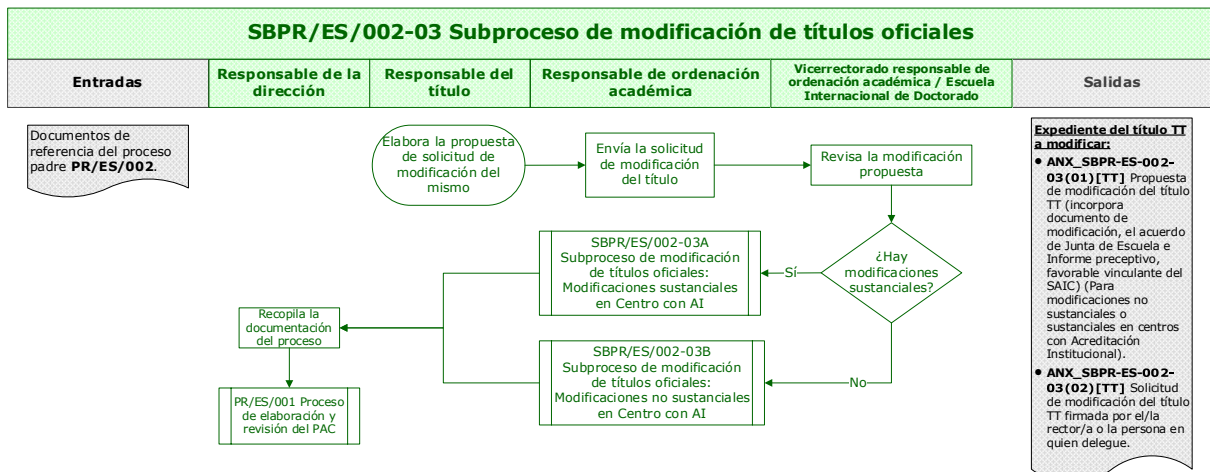 SBPR/ES/002-03 Subproceso de modificación de títulos oficiales
Entradas
Responsable de la
dirección
Responsable del
título
Responsable de ordenación
académica
Vicerrectorado responsable de
ordenación académica / Escuela
Internacional de Doctorado
Salidas
Documentos de
referencia del proceso
padre PR/ES/002.
Elabora la propuesta
de solicitud de
modificación del
mismo
Envía la solicitud
de modificación
del título
Revisa la modificación
propuesta
¿Hay
modificaciones
sustanciales?
Sí
No
SBPR/ES/002-03A
Subproceso de modificación
de títulos oficiales:
Modificaciones sustanciales
en Centro con AI
SBPR/ES/002-03B
Subproceso de modificación
de títulos oficiales:
Modificaciones no sustanciales
en Centro con AI
Recopila la
documentación
del proceso
PR/ES/001 Proceso
de elaboración y
revisión del PAC
Expediente del título TT
a modificar:
• ANX_SBPR-ES-002-
03(01)[TT] Propuesta
de modificación del título
TT (incorpora
documento de
modificación, el acuerdo
de Junta de Escuela e
Informe preceptivo,
favorable vinculante del
SAIC) (Para
modificaciones no
sustanciales o
sustanciales en centros
con Acreditación
Institucional).
• ANX_SBPR-ES-002-
03(02)[TT] Solicitud
de modificación del título
TT firmada por el/la
rector/a o la persona en
quien delegue.